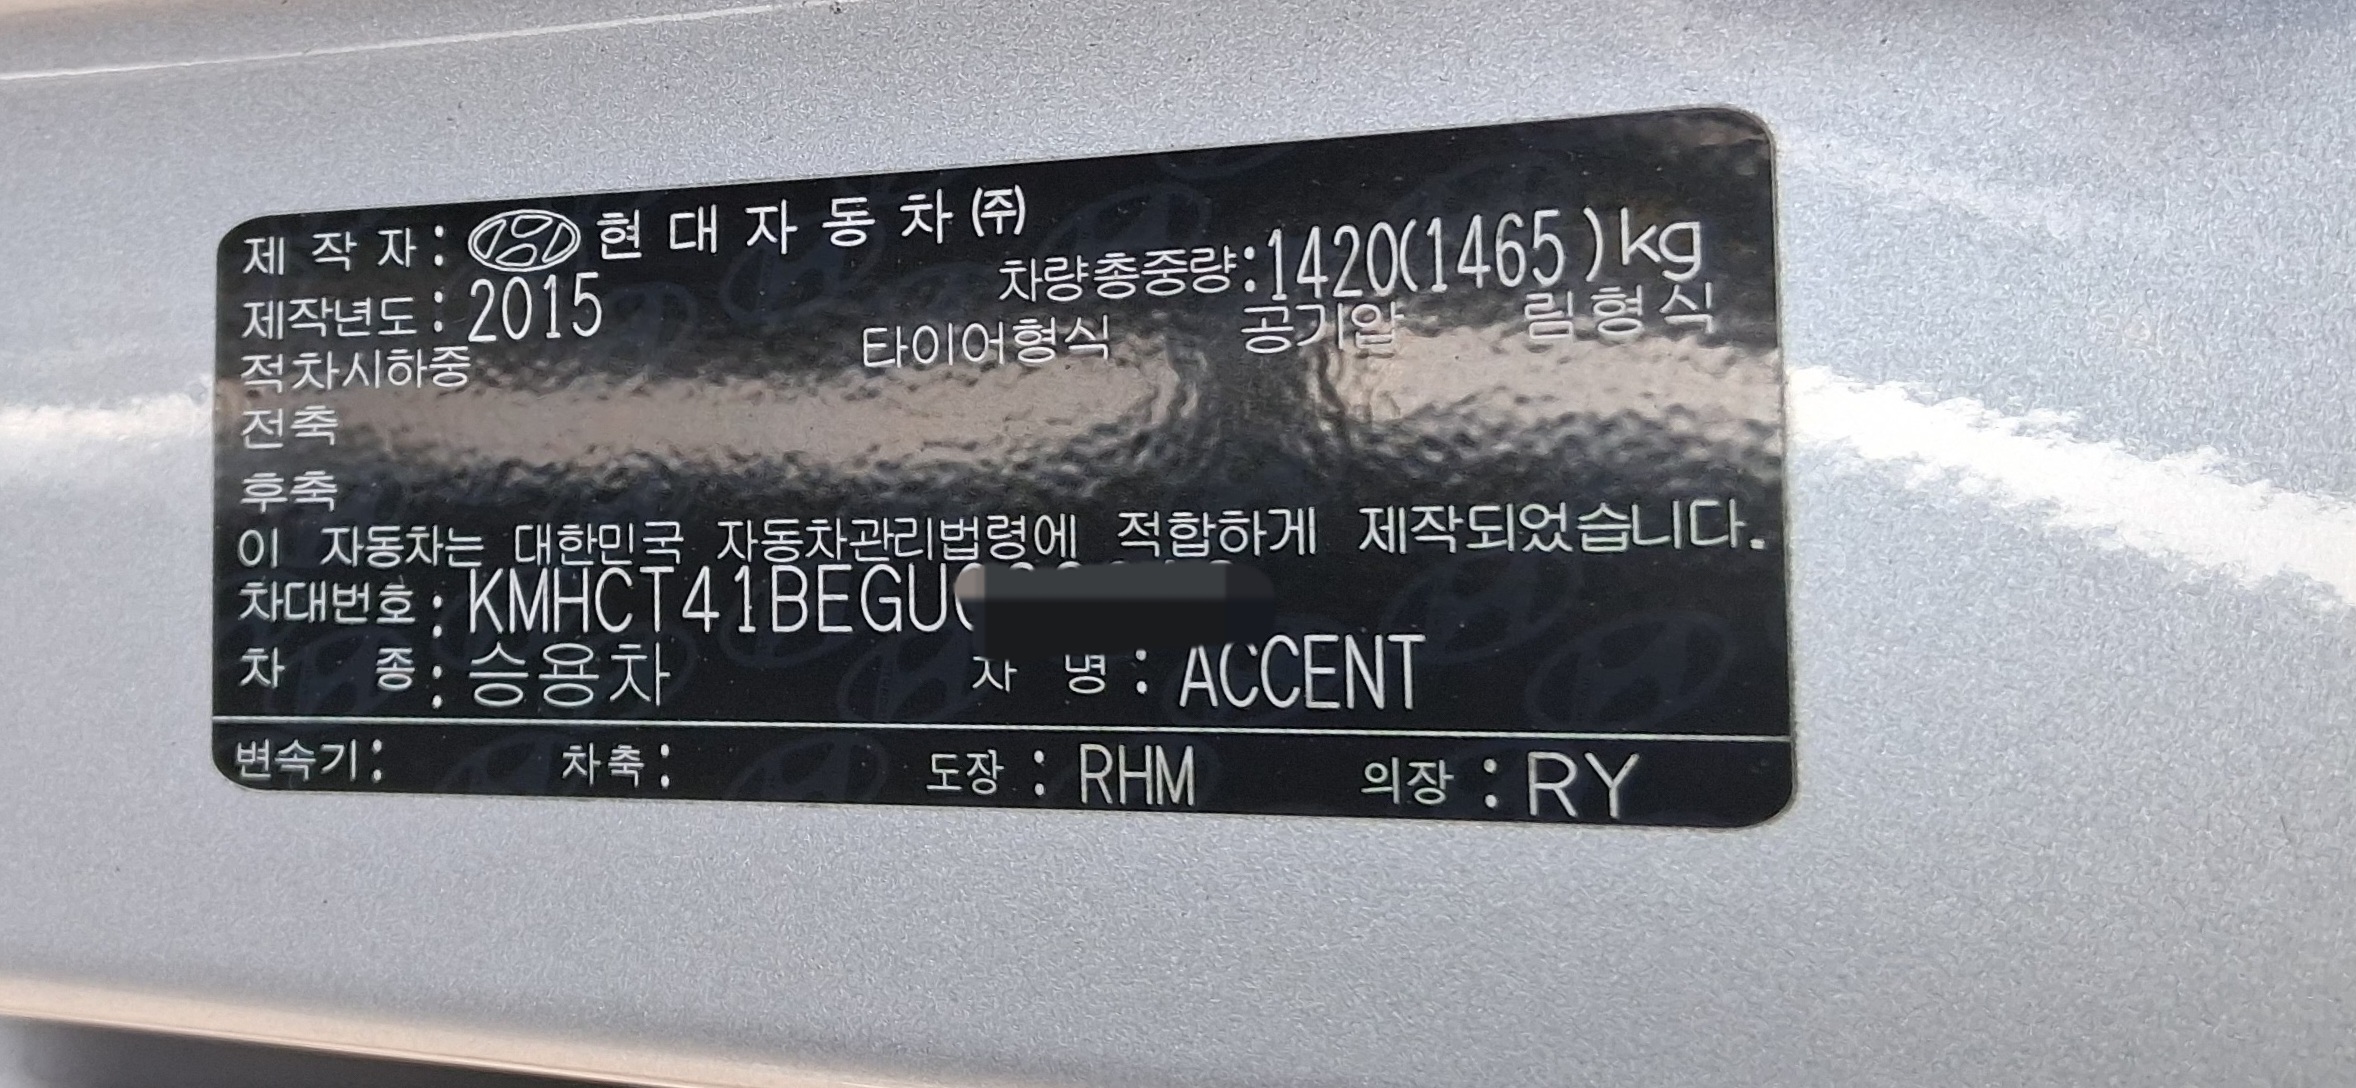 제 작 자 : 현 대 자 동 차 ㈜
차량총중량:1420(1465)kg
제작년도 : 2015
타이어형식 공기압 림형식
적차시하중
전축
후축
이 자동차는 대한민국 자동차관리법령에 적합하게 제작되었습니다.
차대번호 : KMHCT41BEGU
차 종 : 승용차 차 명 : ACCENT
변속기 : 차축 : 도장 : RHM 의장 : RY